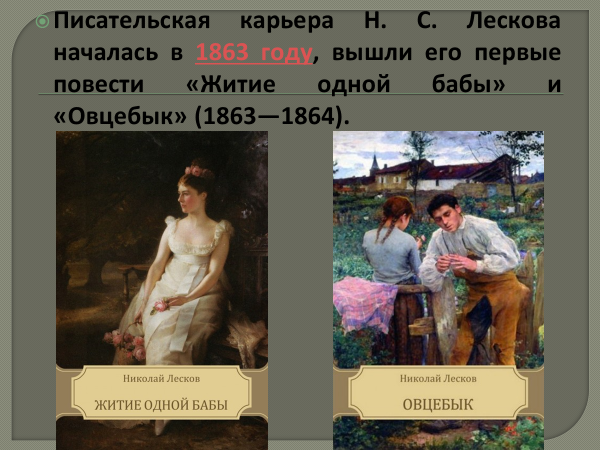 Писательская карьера Н. С. Лескова
началась в 1863 году, вышли его первые
повести «Житие одной бабы» и
«Овцебык» (1863—1864).
Николай Лесков
ЖИТИЕ ОДНОЙ БАБЫ
Николай Лесков
ОВЦЕБЫК